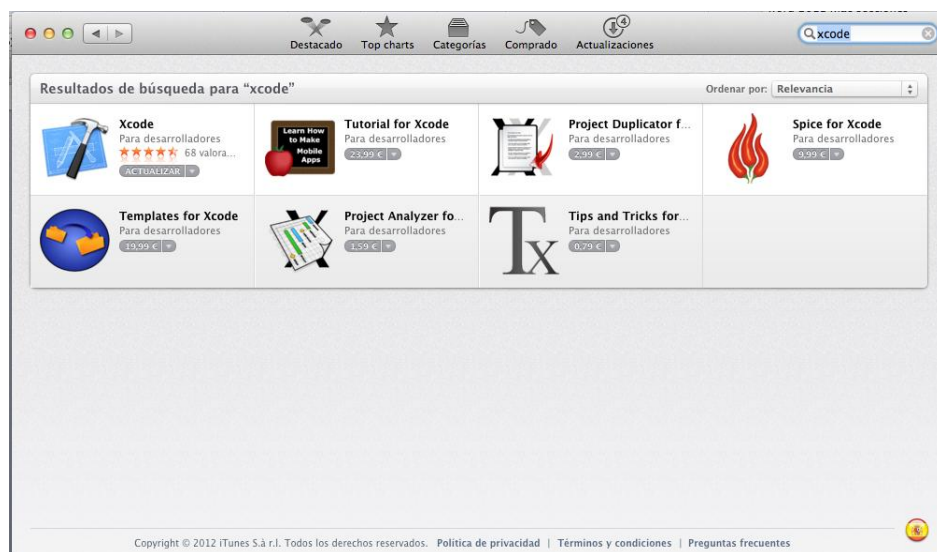 Destacado Top charts Categorías Comprado Actualizaciones
4
xcode
Resultados de búsqueda para “xcode”
Ordenar por: Relevancia
Xcode
Para desarrolladores
68 valora...
ACTUALIZAR
Tutorial for Xcode
Para desarrolladores
23,99 €
Learn How
to Make
Mobile
Apps
Project Duplicator f...
Para desarrolladores
2,99 €
Spice for Xcode
Para desarrolladores
9,99 €
Templates for Xcode
Para desarrolladores
19,99 €
Project Analyzer fo...
Para desarrolladores
1,59 €
Tx
Tips and Tricks for...
Para desarrolladores
0,79 €
Copyright © 2012 iTunes S.à r.l. Todos los derechos reservados. Política de privacidad | Términos y condiciones | Preguntas frecuentes